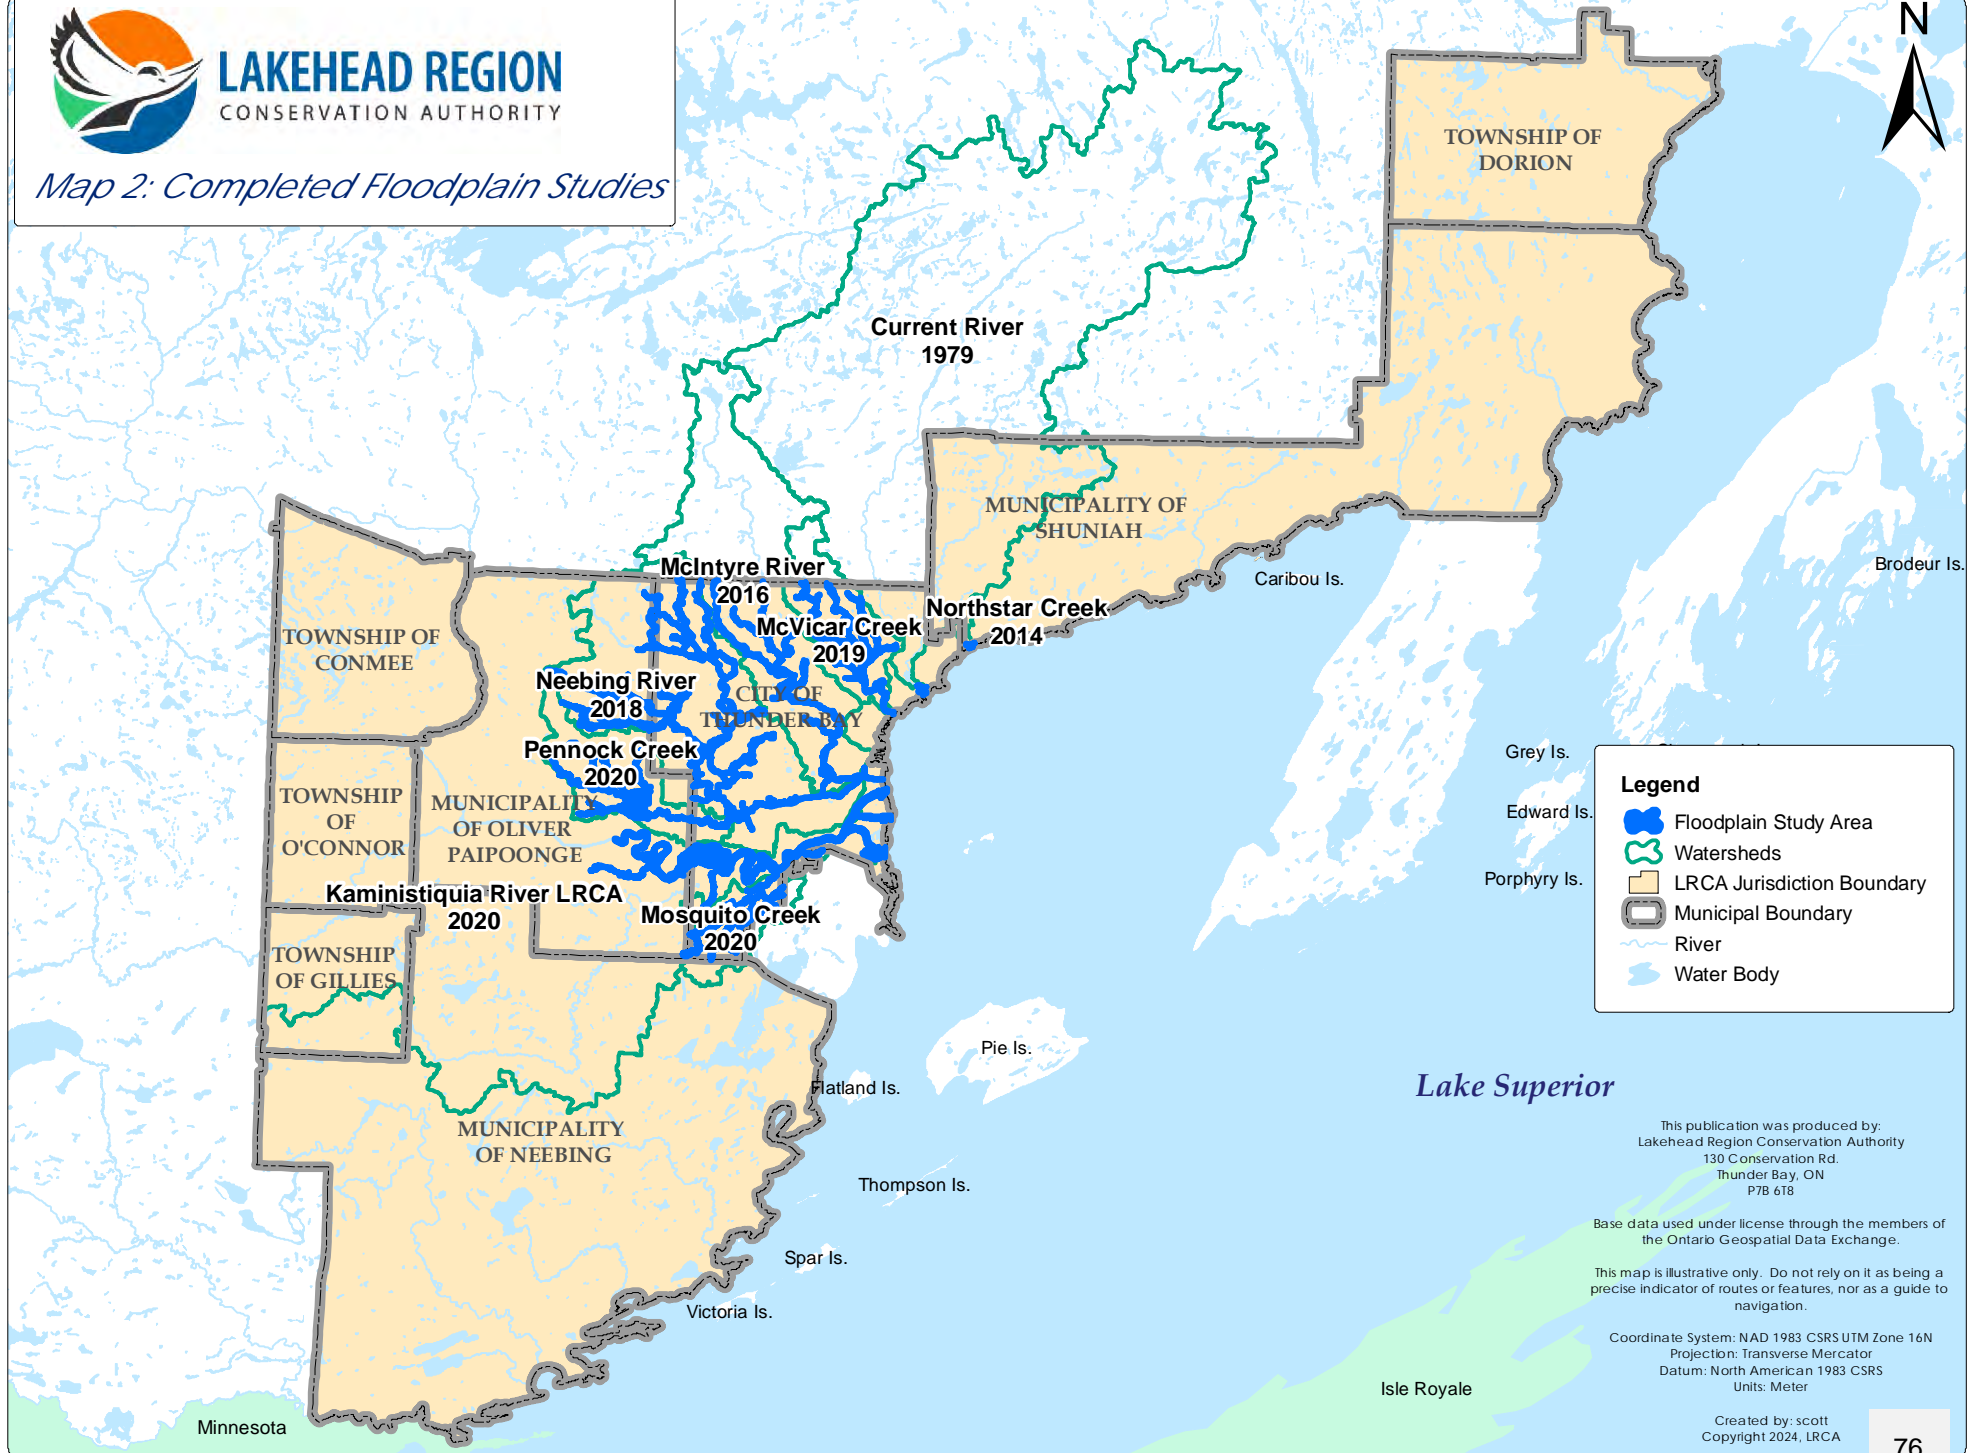 LAKEHEAD REGION
CONSERVATION AUTHORITY
Map 2: Completed Floodplain Studies
N
TOWNSHIP OF
DORION
Current River
1979
MUNICIPALITY OF
SHUNIAH
Caribou Is.
Brodeur Is.
McIntyre River
2016
Northstar Creek
2014
McVicar Creek
2019
TOWNSHIP OF
CONMEE
Neebing River
2018
CITY OF
THUNDER BAY
Pennock Creek
2020
TOWNSHIP
OF
O'CONNOR
MUNICIPALITY
OF OLIVER
PAIPOONGE
Kaministiquia River LRCA
2020
Mosquito Creek
2020
TOWNSHIP
OF GILLIES
Grey Is.
Edward Is.
Porphyry Is.
Legend
Floodplain Study Area
Watersheds
LRCA Jurisdiction Boundary
Municipal Boundary
River
Water Body
Pie Is.
Flatland Is.
Lake Superior
MUNICIPALITY
OF NEEBING
Thompson Is.
Spar Is.
Victoria Is.
Isle Royale
Minnesota
This publication was produced by:
Lakehead Region Conservation Authority
130 Conservation Rd.
Thunder Bay, ON
P7B 6T8
Base data used under license through the members of
the Ontario Geospatial Data Exchange.
This map is illustrative only. Do not rely on it as being a
precise indicator of routes or features, nor as a guide to
navigation.
Coordinate System: NAD 1983 CSRS UTM Zone 16N
Projection: Transverse Mercator
Datum: North American 1983 CSRS
Units: Meter
Created by: scott
Copyright 2024, LRCA
76